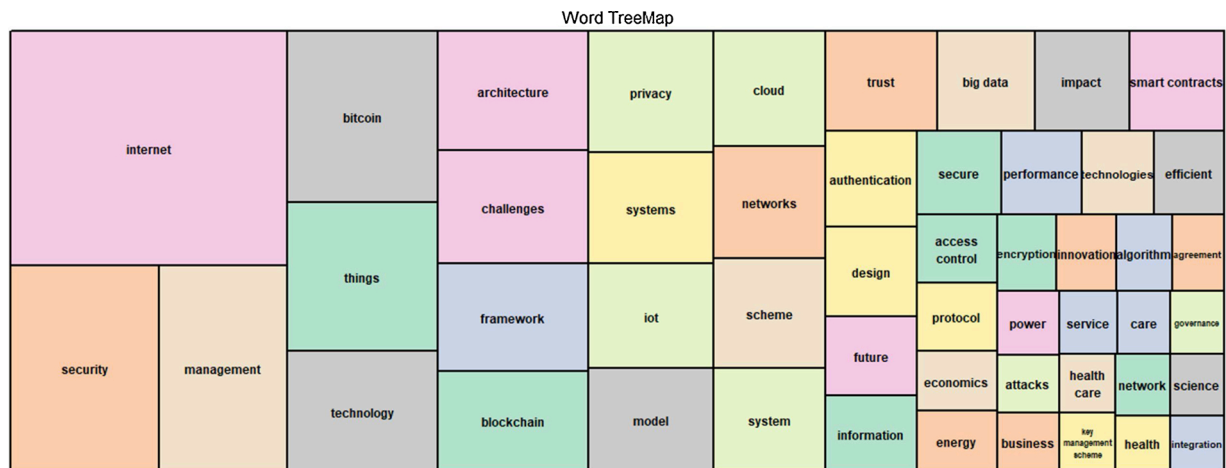 Word TreeMap
internet
security
management
bitcoin
things
technology
architecture
challenges
framework
blockchain
privacy
systems
iot
model
cloud
networks
scheme
system
trust
big data
impact
smart contracts
authentication
design
future
information
secure
performance
technologies
efficient
access
control
encryption
innovation
algorithm
agreement
protocol
economics
energy
power
service
care
governance
attacks
health
care
network
science
business
key
management
scheme
health
integration